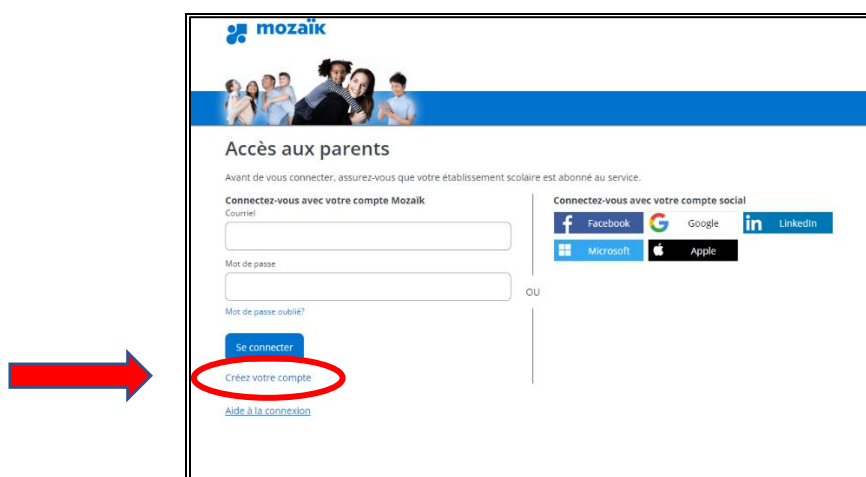 mozaïk
Accès aux parents
Avant de vous connecter, assurez-vous que votre établissement scolaire est abonné au service.
Connectez-vous avec votre compte Mozaïk
Courriel
Mot de passe
Mot de passe oublié?
Se connecter
Créez votre compte
Aide à la connexion
OU
Connectez-vous avec votre compte social
Facebook
Google
LinkedIn
Microsoft
Apple